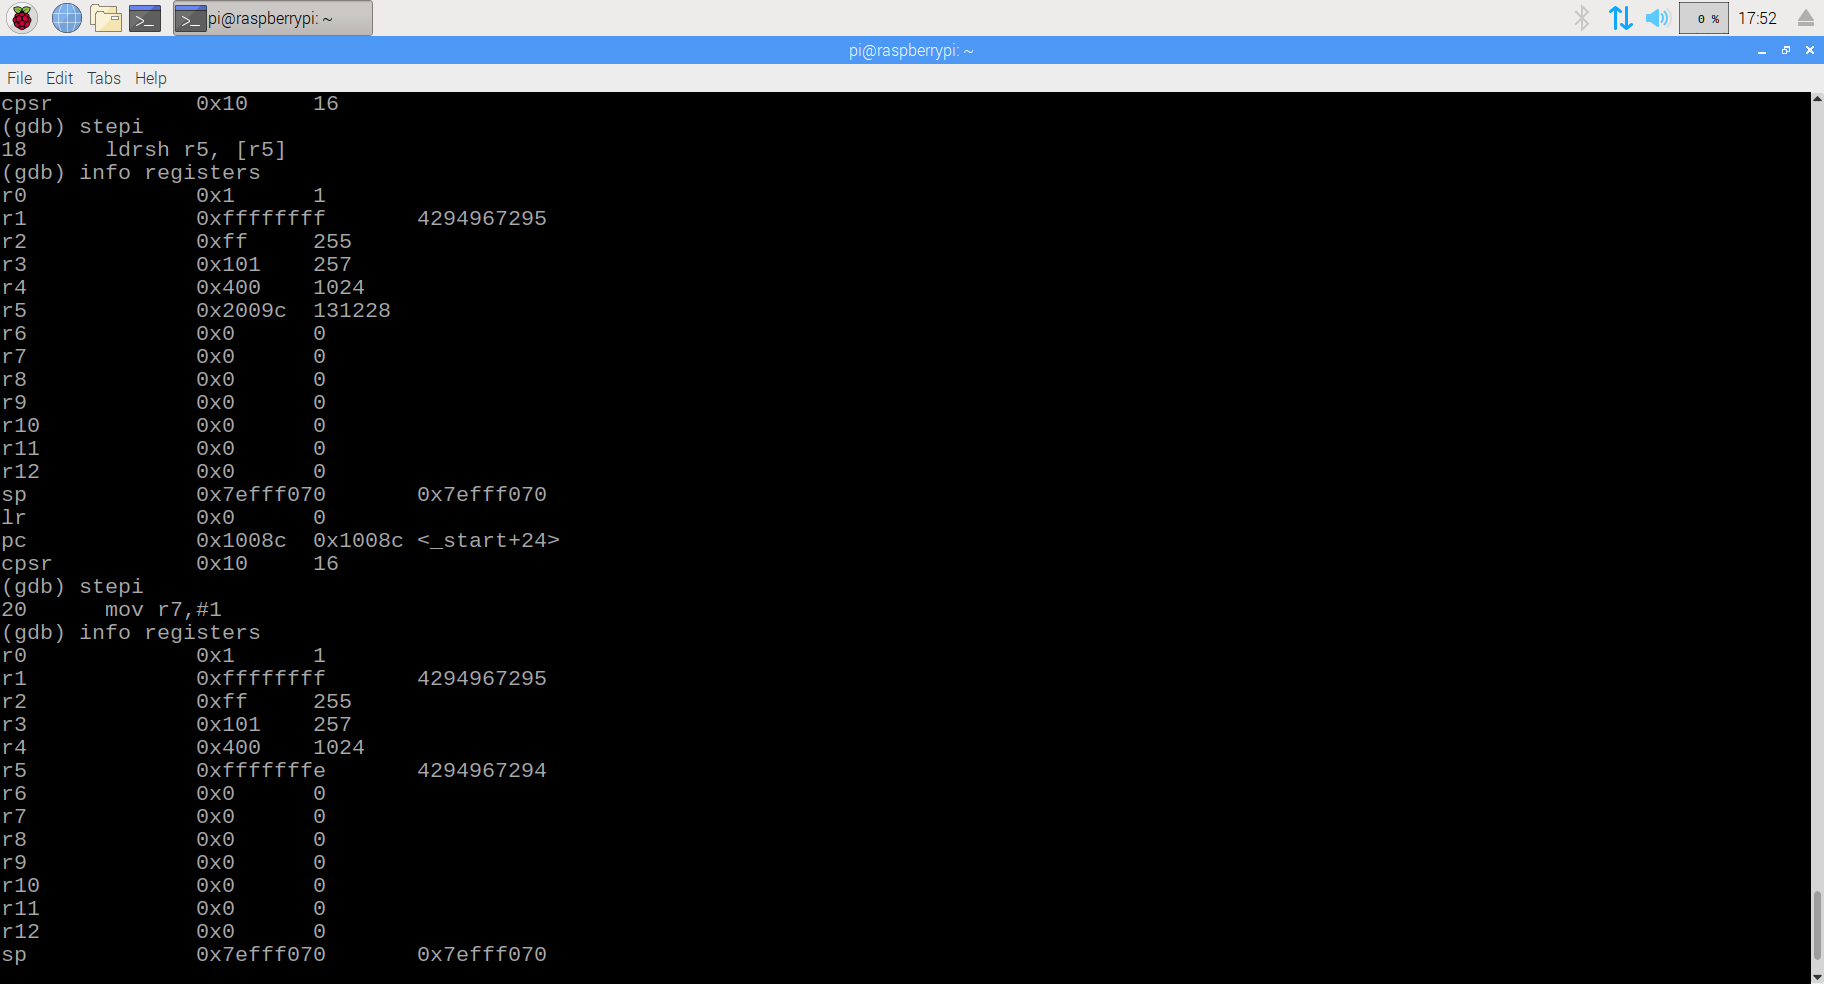 pi@raspberrypi: ~ 0 % 17:52
pi@raspberrypi: ~
File Edit Tabs Help
cpsr 0x10 16
(gdb) stepi
18 ldrsh r5, [r5]
(gdb) info registers
r0 0x1 1
r1 0xffffffff 4294967295
r2 0xff 255
r3 0x101 257
r4 0x400 1024
r5 0x2009c 131228
r6 0x0 0
r7 0x0 0
r8 0x0 0
r9 0x0 0
r10 0x0 0
r11 0x0 0
r12 0x0 0
sp 0x7efff070 0x7efff070
lr 0x0 0
pc 0x1008c 0x1008c <_start+24>
cpsr 0x10 16
(gdb) stepi
20 mov r7,#1
(gdb) info registers
r0 0x1 1
r1 0xffffffff 4294967295
r2 0xff 255
r3 0x101 257
r4 0x400 1024
r5 0xfffffffe 4294967294
r6 0x0 0
r7 0x0 0
r8 0x0 0
r9 0x0 0
r10 0x0 0
r11 0x0 0
r12 0x0 0
sp 0x7efff070 0x7efff070